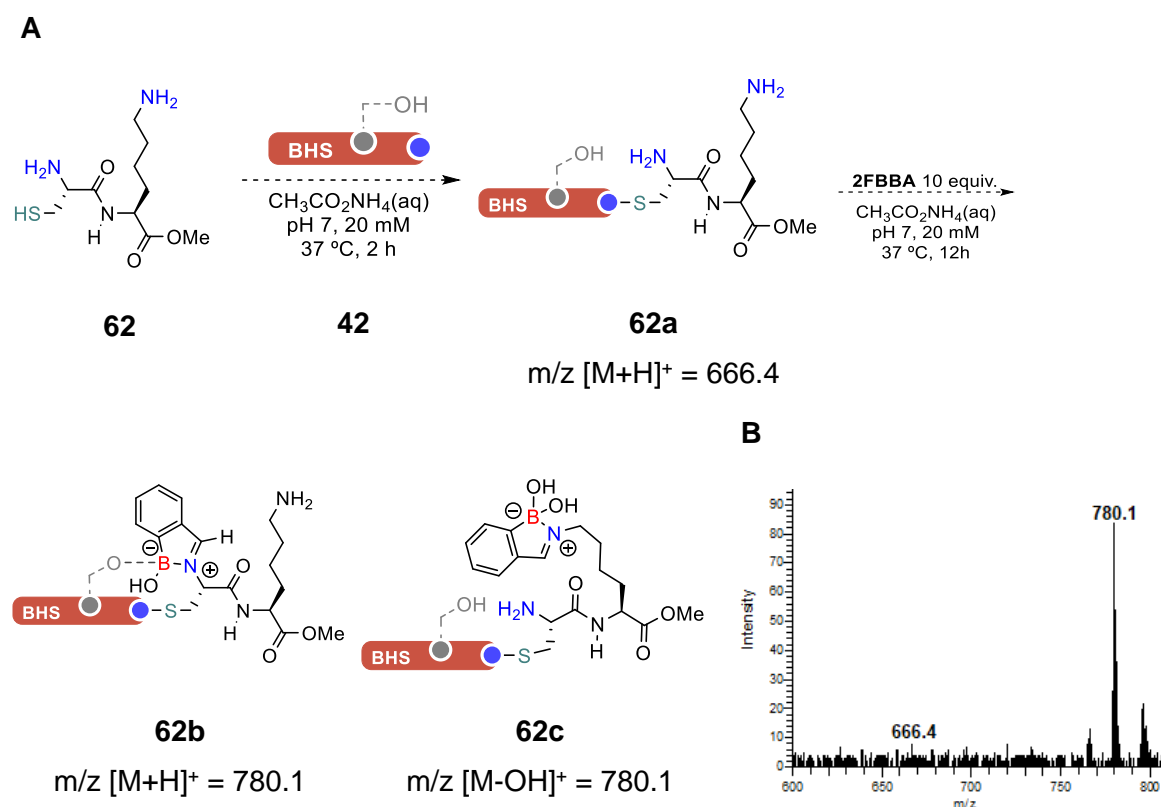 A
NH2
H2N
O
HS
N
H
OMe
O
62
OH
BHS
CH3CO2NH4(aq)
pH 7, 20 mM
37 ºC, 2 h
42
NH2
OH
H2N
O
BHS
S
N
H
OMe
O
62a
m/z [M+H]+ = 666.4
2FBBA 10 equiv.
CH3CO2NH4(aq)
pH 7, 20 mM
37 ºC, 12h
NH2
H
O
B
N
HO
O
BHS
S
N
H
OMe
O
62b
m/z [M+H]+ = 780.1
OH
OH
B
N
O
OH
H2N
BHS
S
N
H
OMe
O
62c
m/z [M-OH]+ = 780.1
B
Intensity
90
80
70
60
50
40
30
20
10
0
780.1
666.4
600
650
700
750
800
m/z